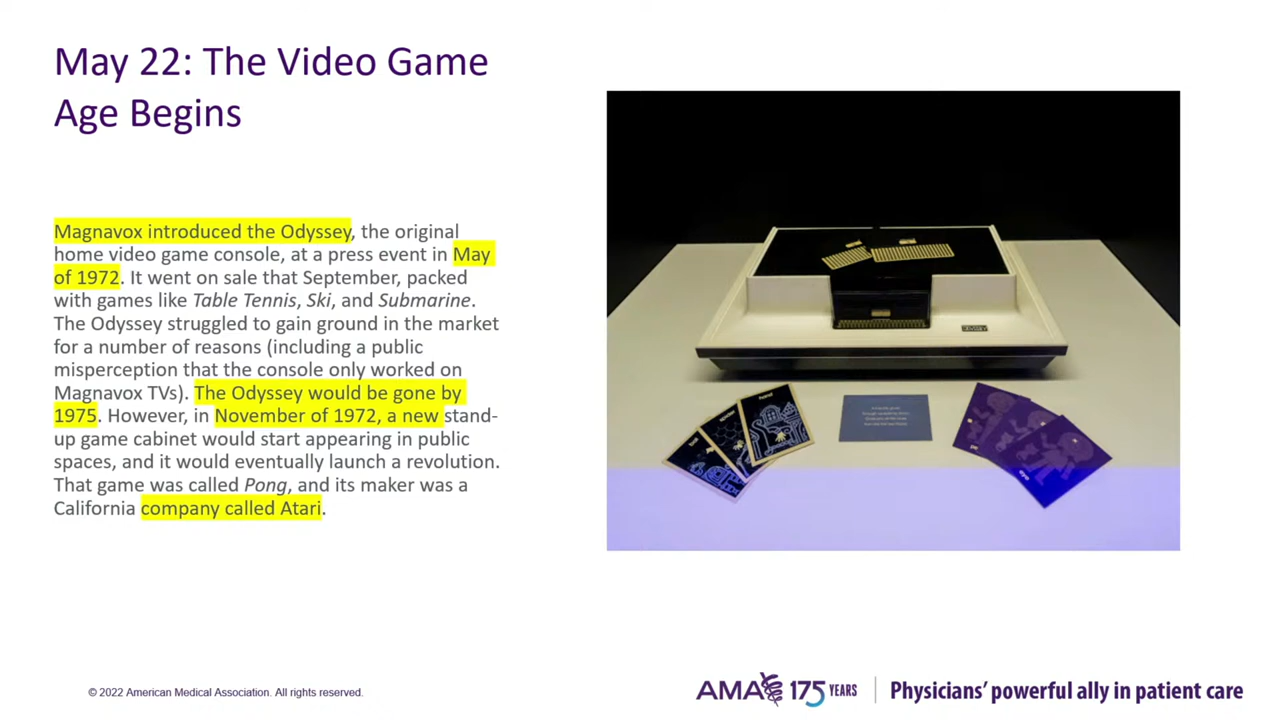 May 22: The Video Game
Age Begins
Magnavox introduced the Odyssey, the original
home video game console, at a press event in May
of 1972. It went on sale that September, packed
with games like Table Tennis, Ski, and Submarine.
The Odyssey struggled to gain ground in the market
for a number of reasons (including a public
misperception that the console only worked on
Magnavox TVs). The Odyssey would be gone by
1975. However, in November of 1972, a new stand-
up game cabinet would start appearing in public
spaces, and it would eventually launch a revolution.
That game was called Pong, and its maker was a
California company called Atari.
© 2022 American Medical Association. All rights reserved.
AMA 175 YEARS
Physicians' powerful ally in patient care